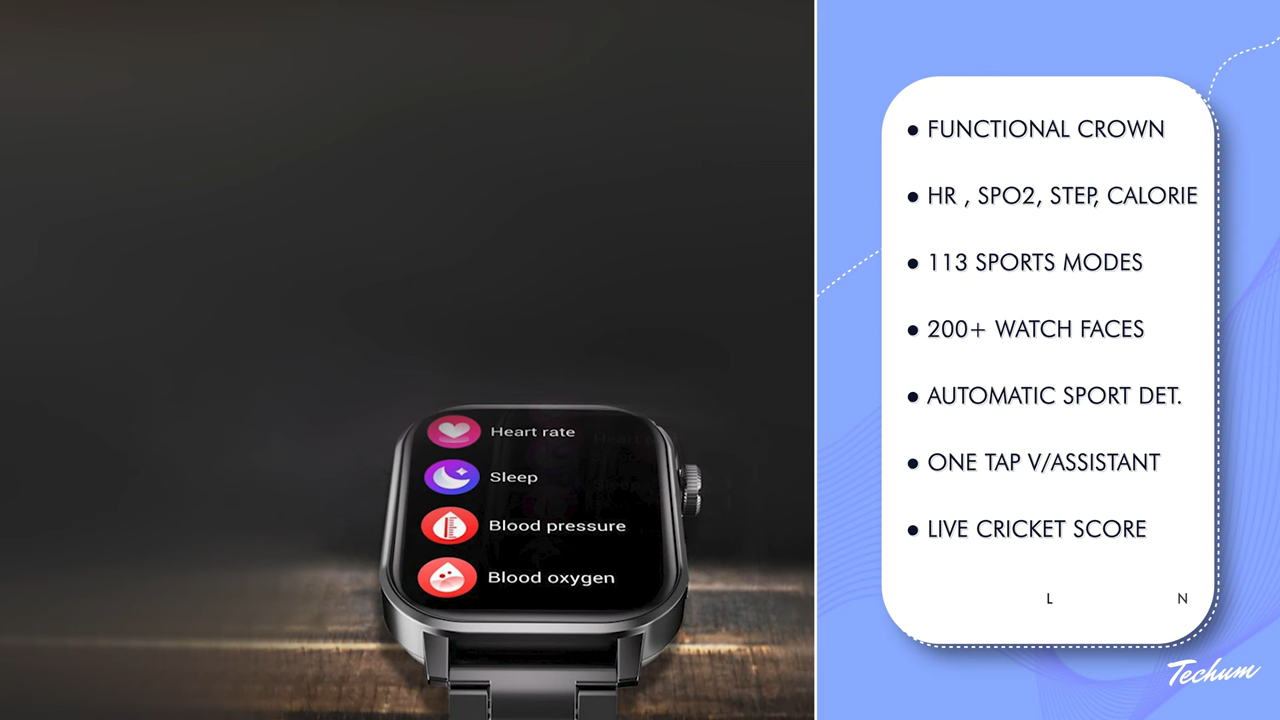 Heart rate
Sleep
Blood pressure
Blood oxygen
● FUNCTIONAL CROWN
● HR , SPO2, STEP, CALORIE
● 113 SPORTS MODES
● 200+ WATCH FACES
● AUTOMATIC SPORT DET.
● ONE TAP V/ASSISTANT
● LIVE CRICKET SCORE
L N
Techum